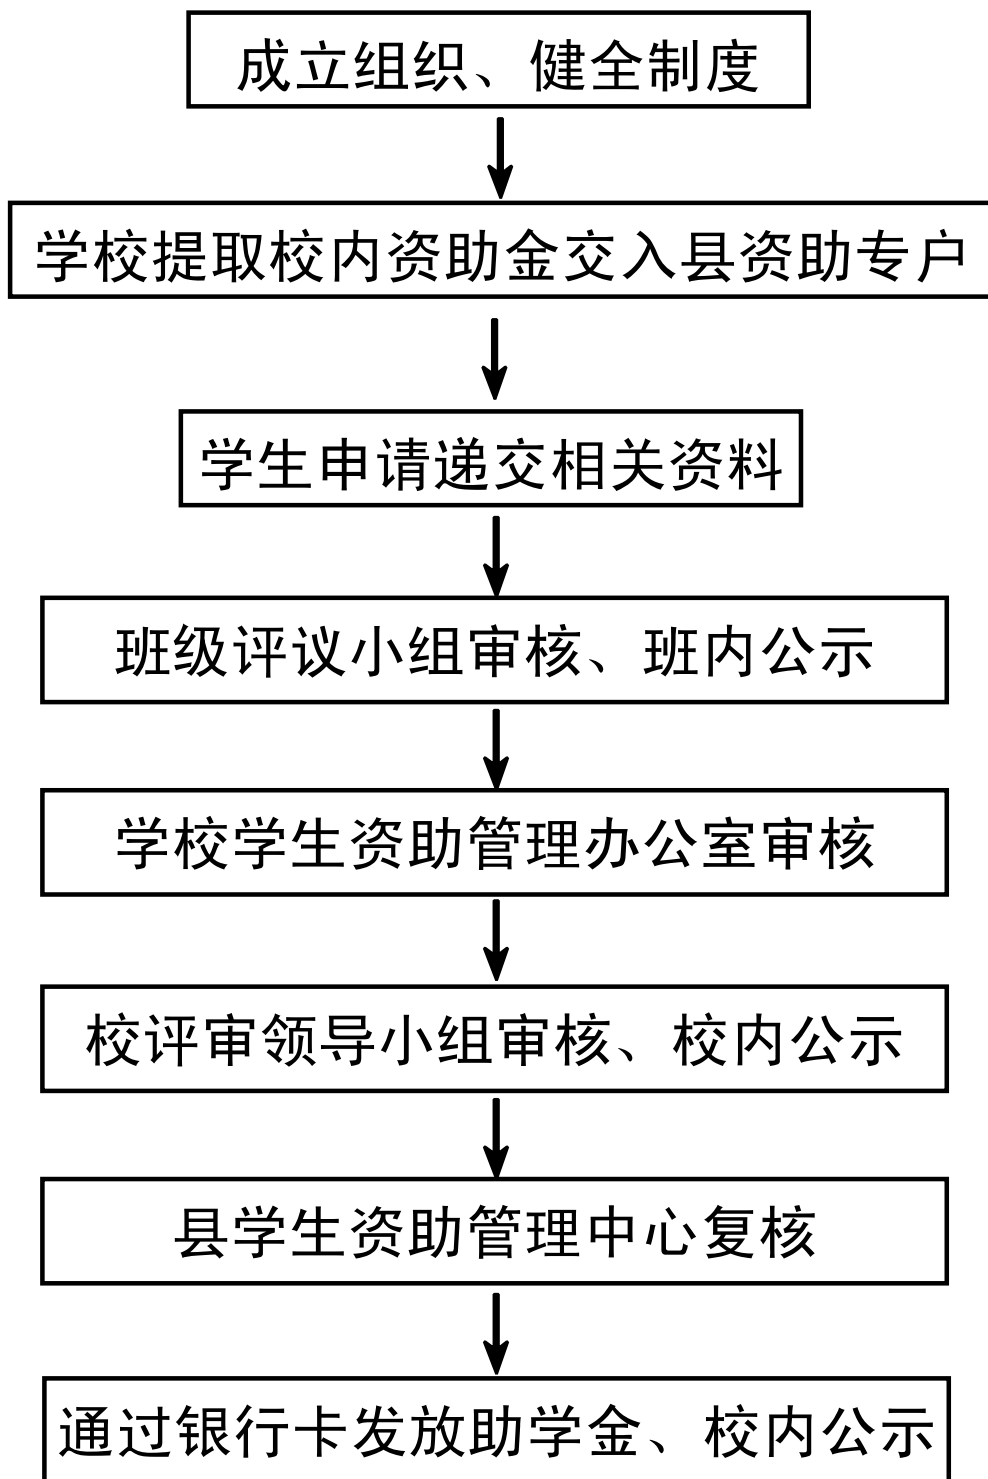 成立组织、健全制度
学校提取校内资助金交入县资助专户
学生申请递交相关资料
班级评议小组审核、班内公示
学校学生资助管理办公室审核
校评审领导小组审核、校内公示
县学生资助管理中心复核
通过银行卡发放助学金、校内公示